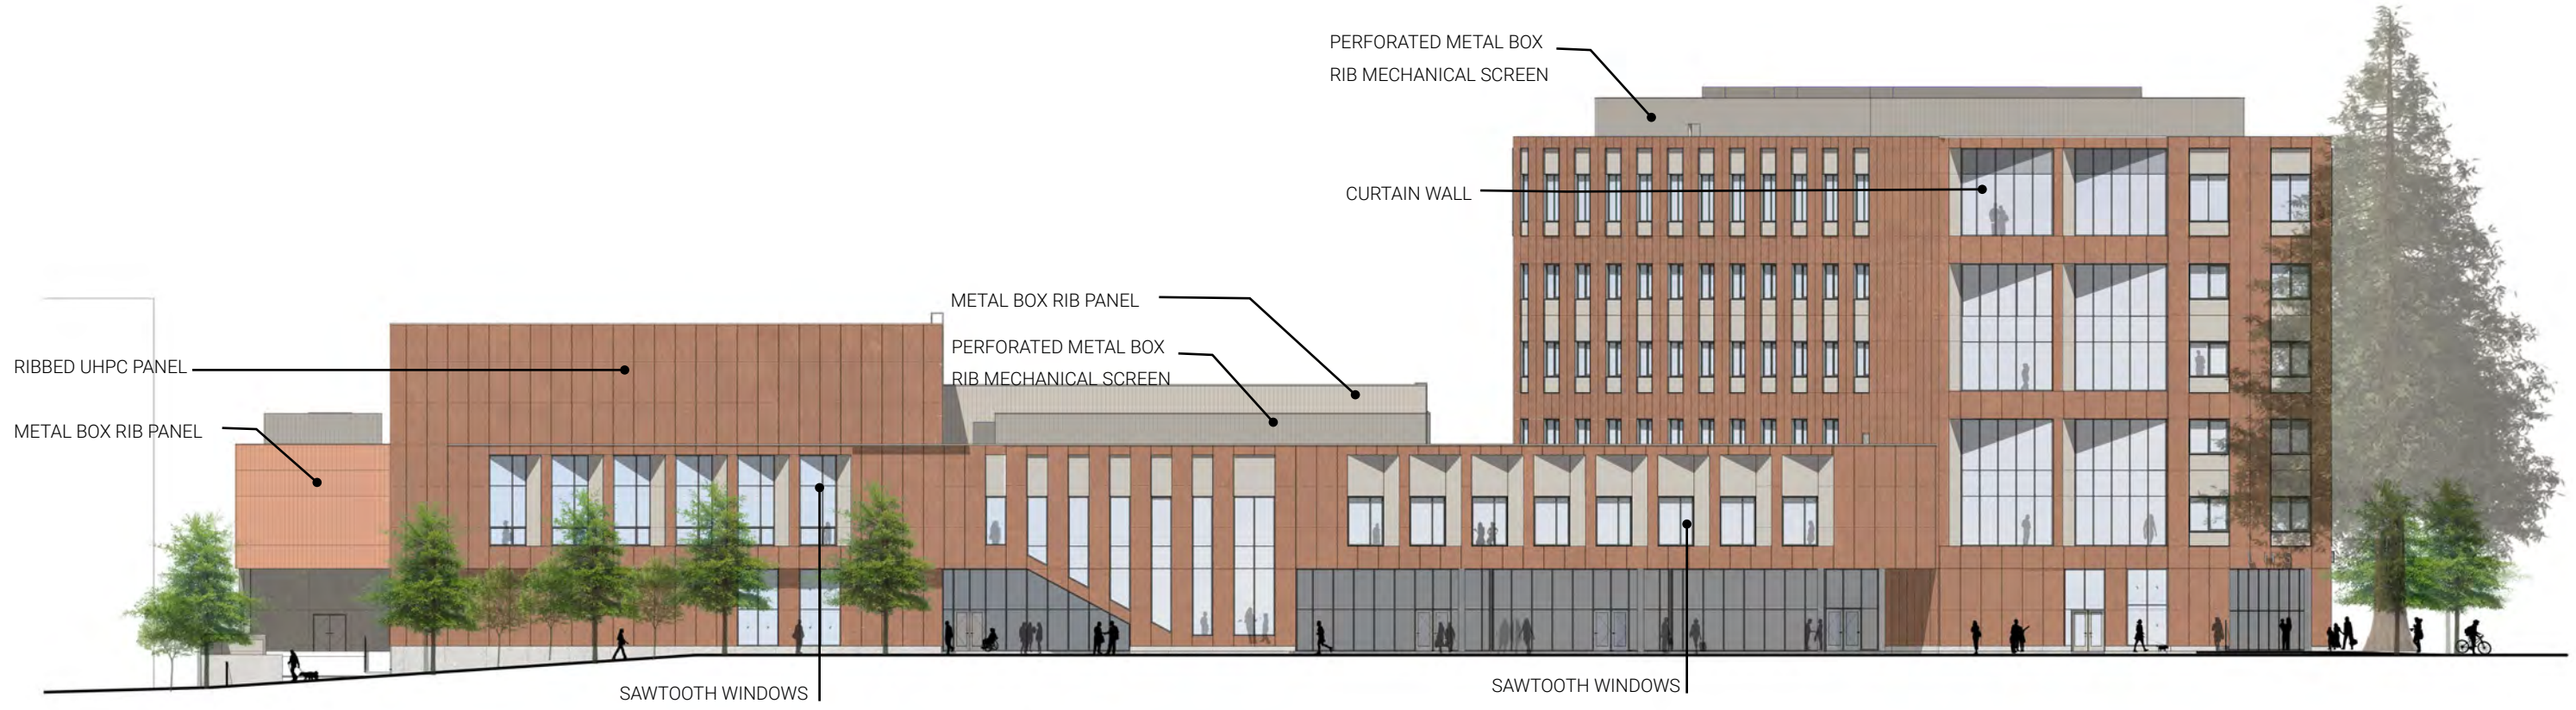 PERFORATED METAL BOX
RIB MECHANICAL SCREEN
CURTAIN WALL
METAL BOX RIB PANEL
PERFORATED METAL BOX
RIB MECHANICAL SCREEN
RIBBED UHPC PANEL
METAL BOX RIB PANEL
SAWTOOTH WINDOWS
SAWTOOTH WINDOWS